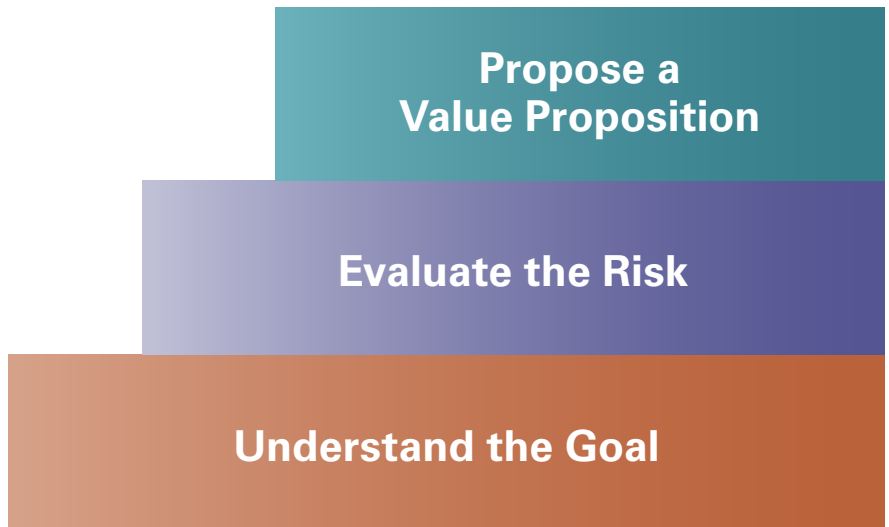 Propose a
Value Proposition
Evaluate the Risk
Understand the Goal